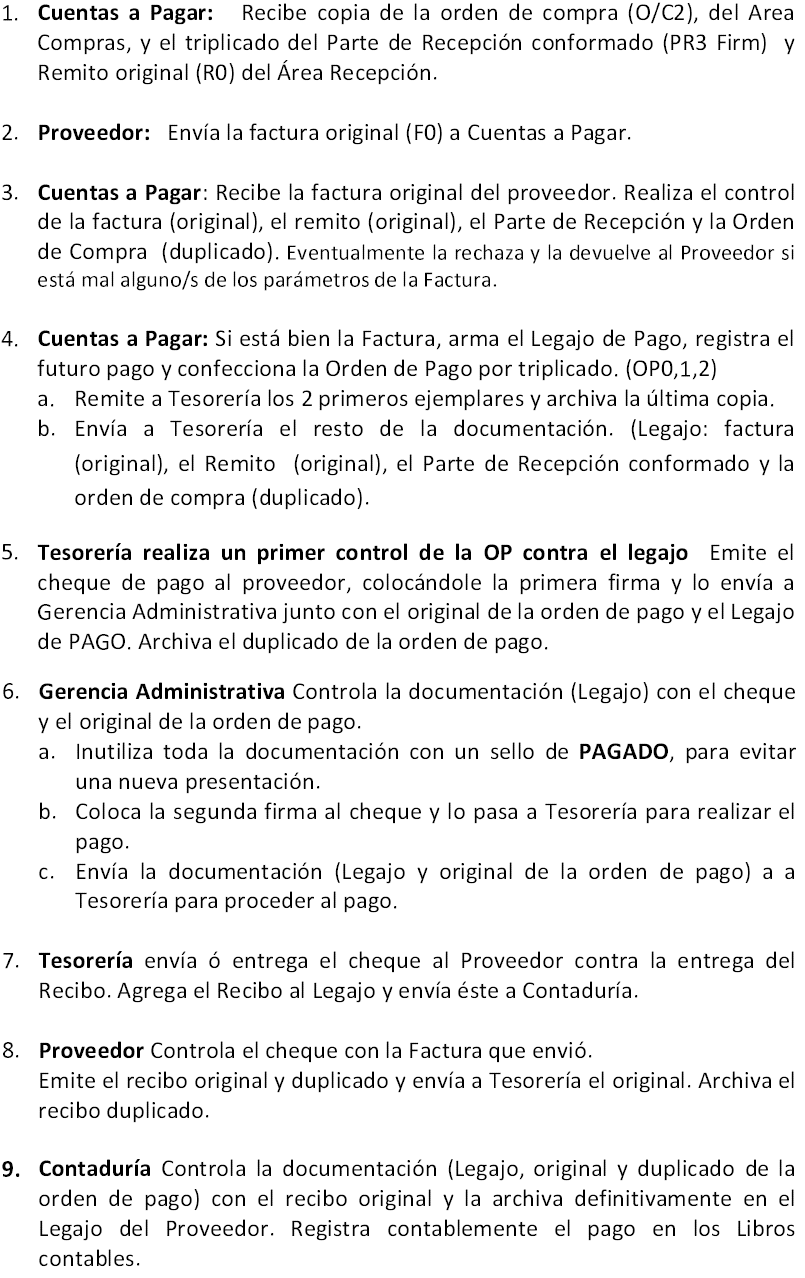 1. Cuentas a Pagar: Recibe copia de la orden de compra (O/C2), del Area
Compras, y el triplicado del Parte de Recepción conformado (PR3 Firm) y
Remito original (R0) del Área Recepción.
2. Proveedor: Envía la factura original (F0) a Cuentas a Pagar.
3. Cuentas a Pagar: Recibe la factura original del proveedor. Realiza el control
de la factura (original), el remito (original), el Parte de Recepción y la Orden
de Compra (duplicado). Eventualmente la rechaza y la devuelve al Proveedor si
está mal alguno/s de los parámetros de la Factura.
4. Cuentas a Pagar: Si está bien la Factura, arma el Legajo de Pago, registra el
futuro pago y confecciona la Orden de Pago por triplicado. (OP0,1,2)
a. Remite a Tesorería los 2 primeros ejemplares y archiva la última copia.
b. Envía a Tesorería el resto de la documentación. (Legajo: factura
(original), el Remito (original), el Parte de Recepción conformado y la
orden de compra (duplicado).
5. Tesorería realiza un primer control de la OP contra el legajo Emite el
cheque de pago al proveedor, colocándole la primera firma y lo envía a
Gerencia Administrativa junto con el original de la orden de pago y el Legajo
de PAGO. Archiva el duplicado de la orden de pago.
6. Gerencia Administrativa Controla la documentación (Legajo) con el cheque
y el original de la orden de pago.
a. Inutiliza toda la documentación con un sello de PAGADO, para evitar
una nueva presentación.
b. Coloca la segunda firma al cheque y lo pasa a Tesorería para realizar el
pago.
c. Envía la documentación (Legajo y original de la orden de pago) a a
Tesorería para proceder al pago.
7. Tesorería envía ó entrega el cheque al Proveedor contra la entrega del
Recibo. Agrega el Recibo al Legajo y envía éste a Contaduría.
8. Proveedor Controla el cheque con la Factura que envió.
Emite el recibo original y duplicado y envía a Tesorería el original. Archiva el
recibo duplicado.
9. Contaduría Controla la documentación (Legajo, original y duplicado de la
orden de pago) con el recibo original y la archiva definitivamente en el
Legajo del Proveedor. Registra contablemente el pago en los Libros
contables.